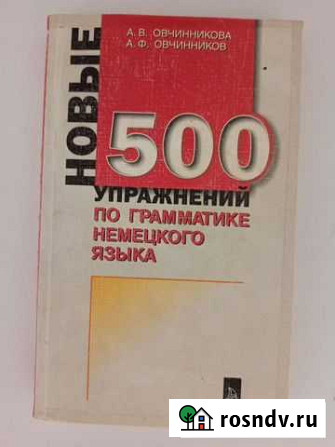 А. В. ОВЧИННИКОВА
А. Ф. ОВЧИННИКОВ
НОВЫЕ
500
УПРАЖНЕНИЙ
ПО ГРАММАТИКЕ
НЕМЕЦКОГО
ЯЗЫКА
rosndv.ru